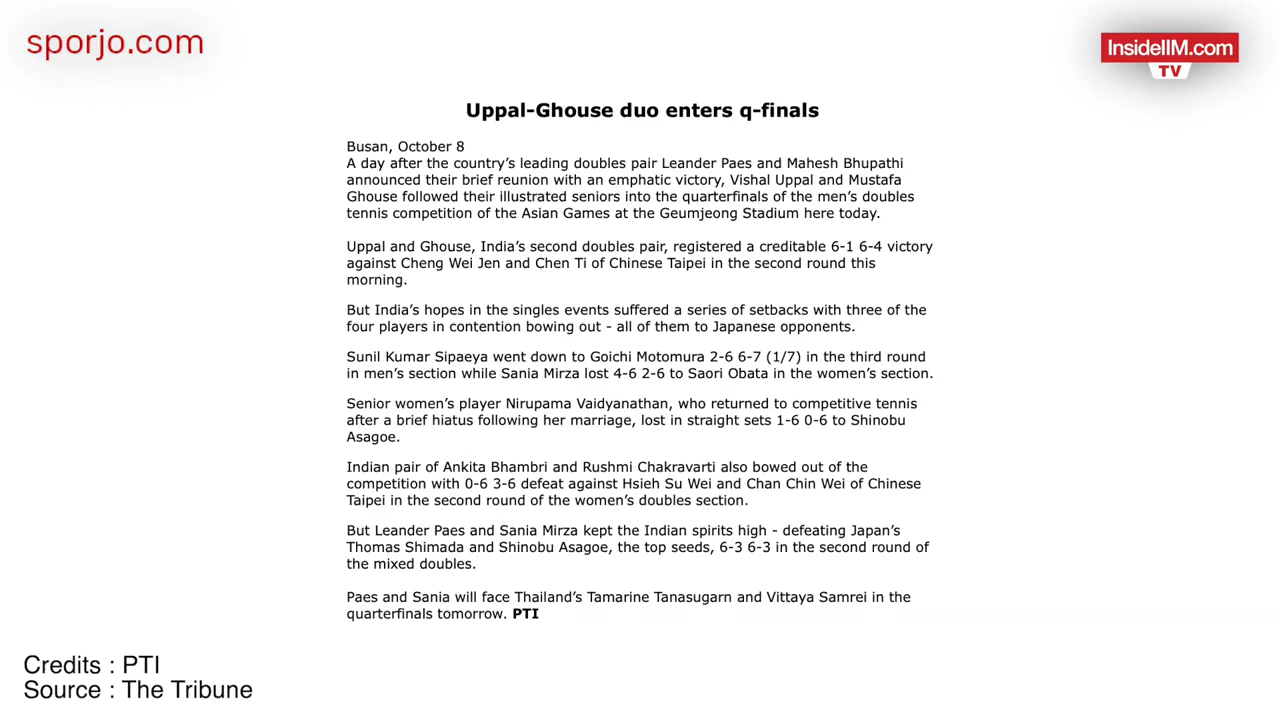 sporjo.com
InsideIIM.com
TV
Uppal-Ghouse duo enters q-finals
Busan, October 8
A day after the country’s leading doubles pair Leander Paes and Mahesh Bhupathi
announced their brief reunion with an emphatic victory, Vishal Uppal and Mustafa
Ghouse followed their illustrated seniors into the quarterfinals of the men’s doubles
tennis competition of the Asian Games at the Geumjeong Stadium here today.
Uppal and Ghouse, India’s second doubles pair, registered a creditable 6-1 6-4 victory
against Cheng Wei Jen and Chen Ti of Chinese Taipei in the second round this
morning.
But India’s hopes in the singles events suffered a series of setbacks with three of the
four players in contention bowing out - all of them to Japanese opponents.
Sunil Kumar Sipaeya went down to Goichi Motomura 2-6 6-7 (1/7) in the third round
in men’s section while Sania Mirza lost 4-6 2-6 to Saori Obata in the women’s section.
Senior women’s player Nirupama Vaidyanathan, who returned to competitive tennis
after a brief hiatus following her marriage, lost in straight sets 1-6 0-6 to Shinobu
Asagoe.
Indian pair of Ankita Bhambri and Rushmi Chakravarti also bowed out of the
competition with 0-6 3-6 defeat against Hsieh Su Wei and Chan Chin Wei of Chinese
Taipei in the second round of the women’s doubles section.
But Leander Paes and Sania Mirza kept the Indian spirits high - defeating Japan’s
Thomas Shimada and Shinobu Asagoe, the top seeds, 6-3 6-3 in the second round of
the mixed doubles.
Paes and Sania will face Thailand’s Tamarine Tanasugarn and Vittaya Samrei in the
quarterfinals tomorrow. PTI
Credits : PTI
Source : The Tribune